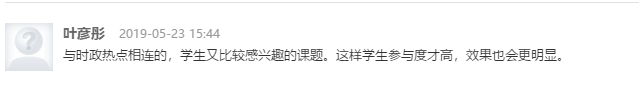 叶彦彤 2019-05-23 15:44
与时政热点相连的，学生又比较感兴趣的课题。这样学生参与度才高，效果也会更明显。